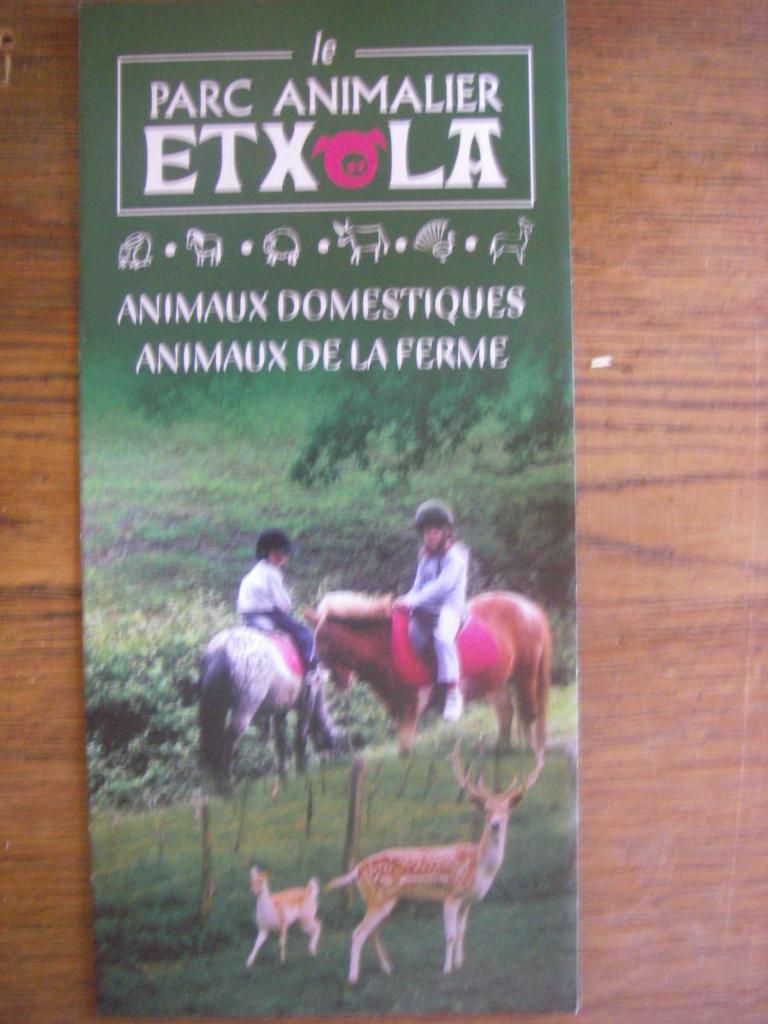 le
PARC ANIMALIER
ETXOLA
ANIMAUX DOMESTIQUES
ANIMAUX DE LA FERME